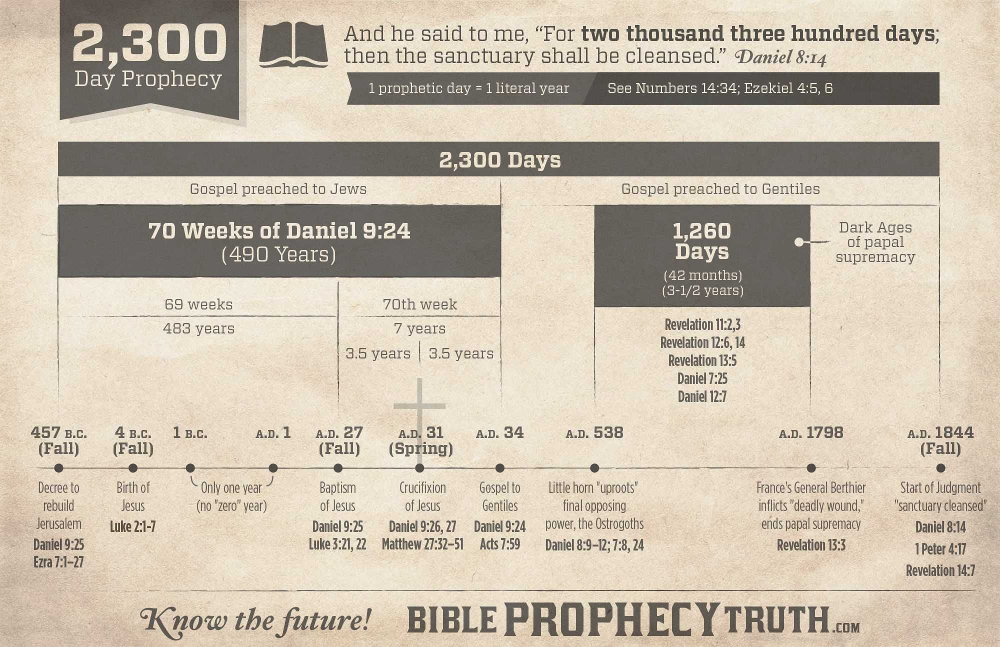 2,300
Day Prophecy
And he said to me, “For two thousand three hundred days;
then the sanctuary shall be cleansed.” Daniel 8:14
1 prophetic day = 1 literal year
See Numbers 14:34; Ezekiel 4:5, 6
2,300 Days
Gospel preached to Jews
Gospel preached to Gentiles
70 Weeks of Daniel 9:24
(490 Years)
1,260
Days
(42 months)
(3-1/2 years)
Dark Ages
of papal
supremacy
69 weeks
483 years
70th week
7 years
3.5 years
3.5 years
Revelation 11:2,3
Revelation 12:6, 14
Revelation 13:5
Daniel 7:25
Daniel 12:7
457 B.C.
(Fall)
Decree to
rebuild
Jerusalem
Daniel 9:25
Ezra 7:1–27
4 B.C.
(Fall)
Birth of
Jesus
Luke 2:1-7
1 B.C.
A.D. 1
Only one year
(no "zero" year)
A.D. 27
(Fall)
Baptism
of Jesus
Daniel 9:25
Luke 3:21, 22
A.D. 31
(Spring)
Crucifixion
of Jesus
Daniel 9:26, 27
Matthew 27:32–51
A.D. 34
Gospel to
Gentiles
Daniel 9:24
Acts 7:59
A.D. 538
Little horn "uproots"
final opposing
power, the Ostrogoths
Daniel 8:9–12; 7:8, 24
A.D. 1798
France's General Berthier
inflicts "deadly wound,"
ends papal supremacy
Revelation 13:3
A.D. 1844
(Fall)
Start of Judgment
"sanctuary cleansed"
Daniel 8:14
1 Peter 4:17
Revelation 14:7
Know the future!
BIBLE PROPHECY TRUTH.COM